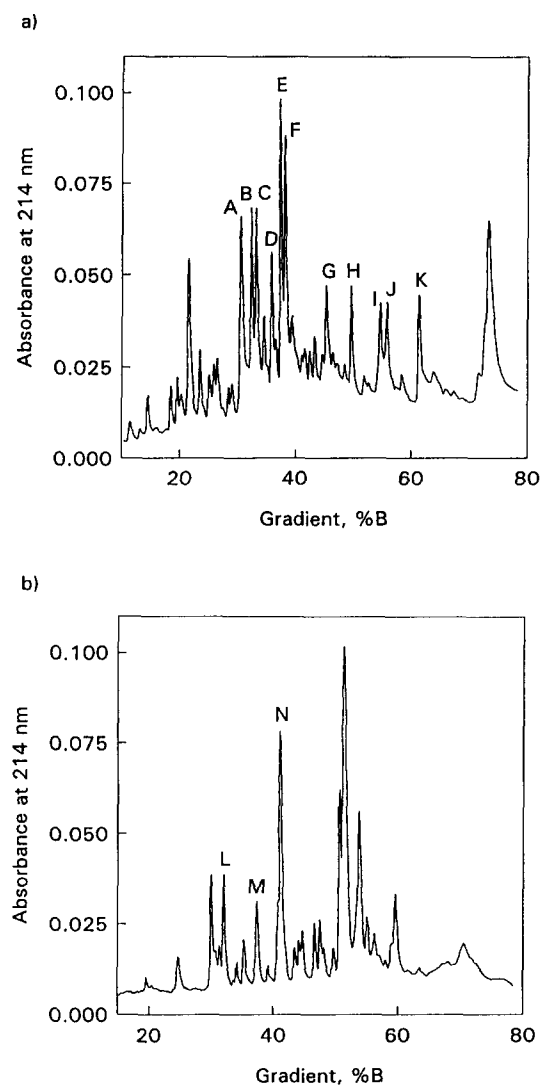 a)
Absorbance at 214 nm
0.100
0.075
0.050
0.025
0.000
A
B
C
D
E
F
G
H
I
J
K
20
40
60
80
Gradient, %B
b)
Absorbance at 214 nm
0.100
0.075
0.050
0.025
0.000
L
M
N
20
40
60
80
Gradient, %B